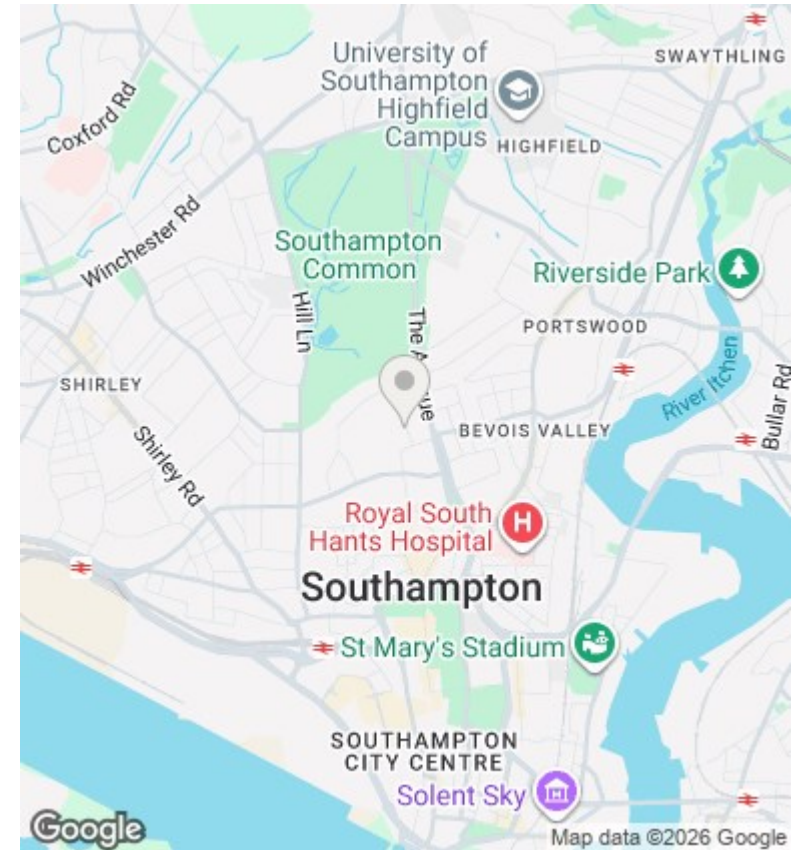 University of
Southampton
Highfield
Campus
SWAYTHLING
HIGHFIELD
Coxford Rd
Winchester Rd
Southampton
Common
Riverside Park
Hill Ln
The A
nue
PORTSWOOD
SHIRLEY
River Itchen
Bullar Rd
Shirley Rd
BEVOIS VALLEY
Royal South
Hants Hospital
H
Southampton
St Mary's Stadium
SOUTHAMPTON
CITY CENTRE
Solent Sky
Google
Map data ©2026 Google